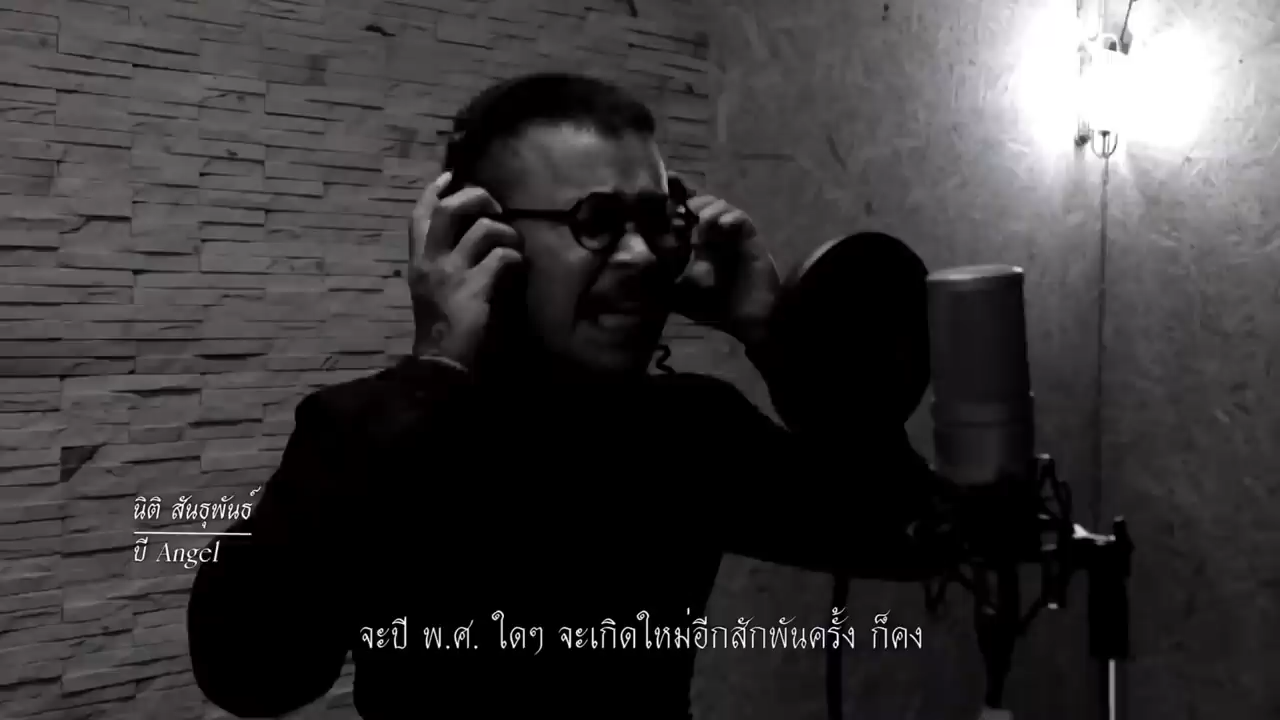 นิติ สันธุพันธ์
บี Angel
จะปี พ.ศ. ใดๆ จะเกิดใหม่อีกสักพันครั้ง ก็คง